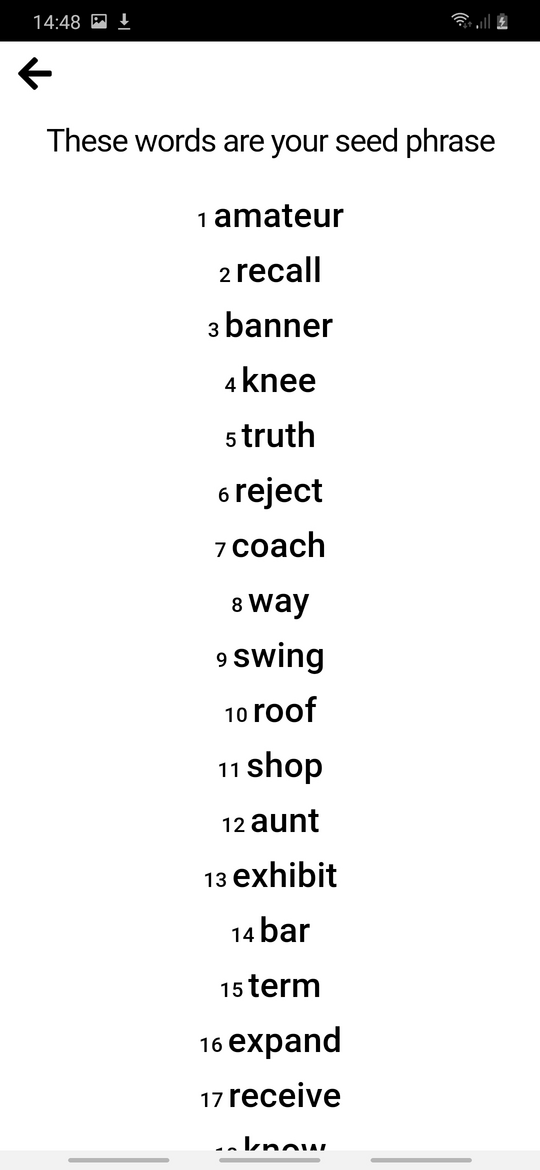 14:48
These words are your seed phrase
1 amateur
2 recall
3 banner
4 knee
5 truth
6 reject
7 coach
8 way
9 swing
10 roof
11 shop
12 aunt
13 exhibit
14 bar
15 term
16 expand
17 receive